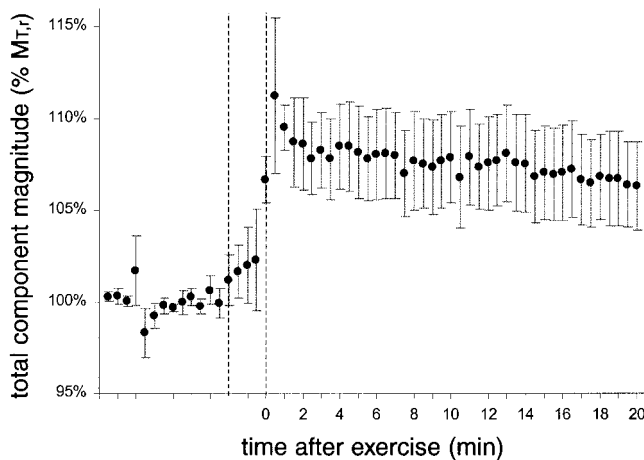 total component magnitude (% MT,r)
115%
110%
105%
100%
95%
0 2 4 6 8 10 12 14 16 18 20
time after exercise (min)